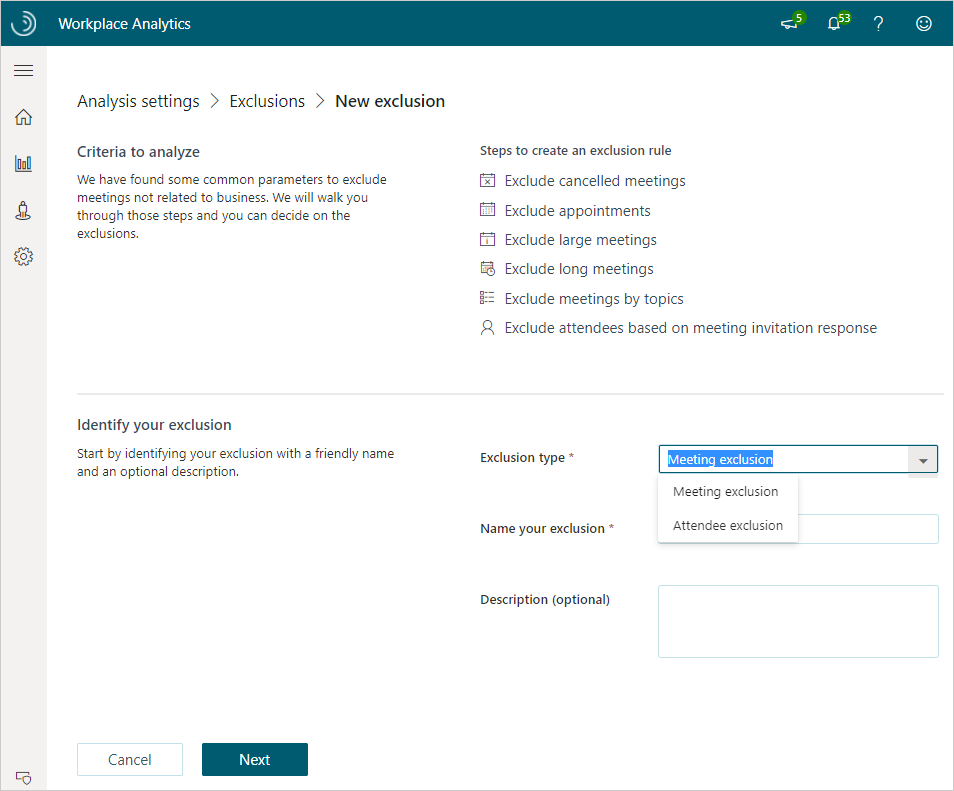 Workplace Analytics
5
53
?
Analysis settings > Exclusions > New exclusion
Criteria to analyze
We have found some common parameters to exclude
meetings not related to business. We will walk you
through those steps and you can decide on the
exclusions.
Steps to create an exclusion rule
Exclude cancelled meetings
Exclude appointments
Exclude large meetings
Exclude long meetings
Exclude meetings by topics
Exclude attendees based on meeting invitation response
Identify your exclusion
Start by identifying your exclusion with a friendly name
and an optional description.
Exclusion type *
Meeting exclusion
Meeting exclusion
Attendee exclusion
Name your exclusion *
Description (optional)
Cancel
Next